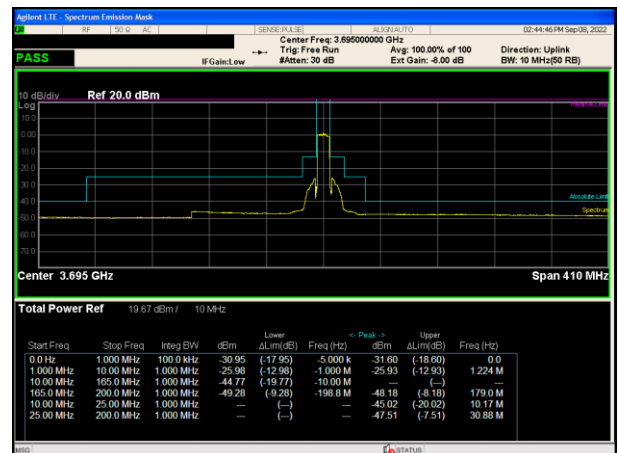 Agilent LTE - Spectrum Emission Mask
RF 50 Ω AC SENSE:PULSE ALIGN AUTO 02:44:46 PM Sep 08, 2022
Center Freq: 3.695000000 GHz
Trig: Free Run Avg: 100.00% of 100 Direction: Uplink
PASS IFGain:Low #Atten: 30 dB Ext Gain: -8.00 dB BW: 10 MHz(50 RB)
10 dB/div Ref 20.0 dBm
Log
Relative Limit
10.0
0.00
-10.0
-20.0
-30.0
-40.0 Absolute Limit
Spectrum
-50.0
-60.0
-70.0
Center 3.695 GHz Span 410 MHz
Total Power Ref 19.67 dBm / 10 MHz
Lower <- Peak -> Upper
Start Freq Stop Freq Integ BW dBm ΔLim(dB) Freq (Hz) dBm ΔLim(dB) Freq (Hz)
0.0 Hz 1.000 MHz 100.0 kHz -30.95 (-17.95) -5.000 k -31.60 (-18.60) 0.0
1.000 MHz 10.00 MHz 1.000 MHz -25.98 (-12.98) -1.000 M -25.93 (-12.93) 1.224 M
10.00 MHz 165.0 MHz 1.000 MHz -44.77 (-19.77) -10.00 M --- (---)
165.0 MHz 200.0 MHz 1.000 MHz -49.28 (-9.28) -198.8 M -48.18 (-8.18) 179.0 M
10.00 MHz 25.00 MHz 1.000 MHz --- (---) --- -45.02 (-20.02) 10.17 M
25.00 MHz 200.0 MHz 1.000 MHz --- (---) --- -47.51 (-7.51) 30.88 M
MSG STATUS